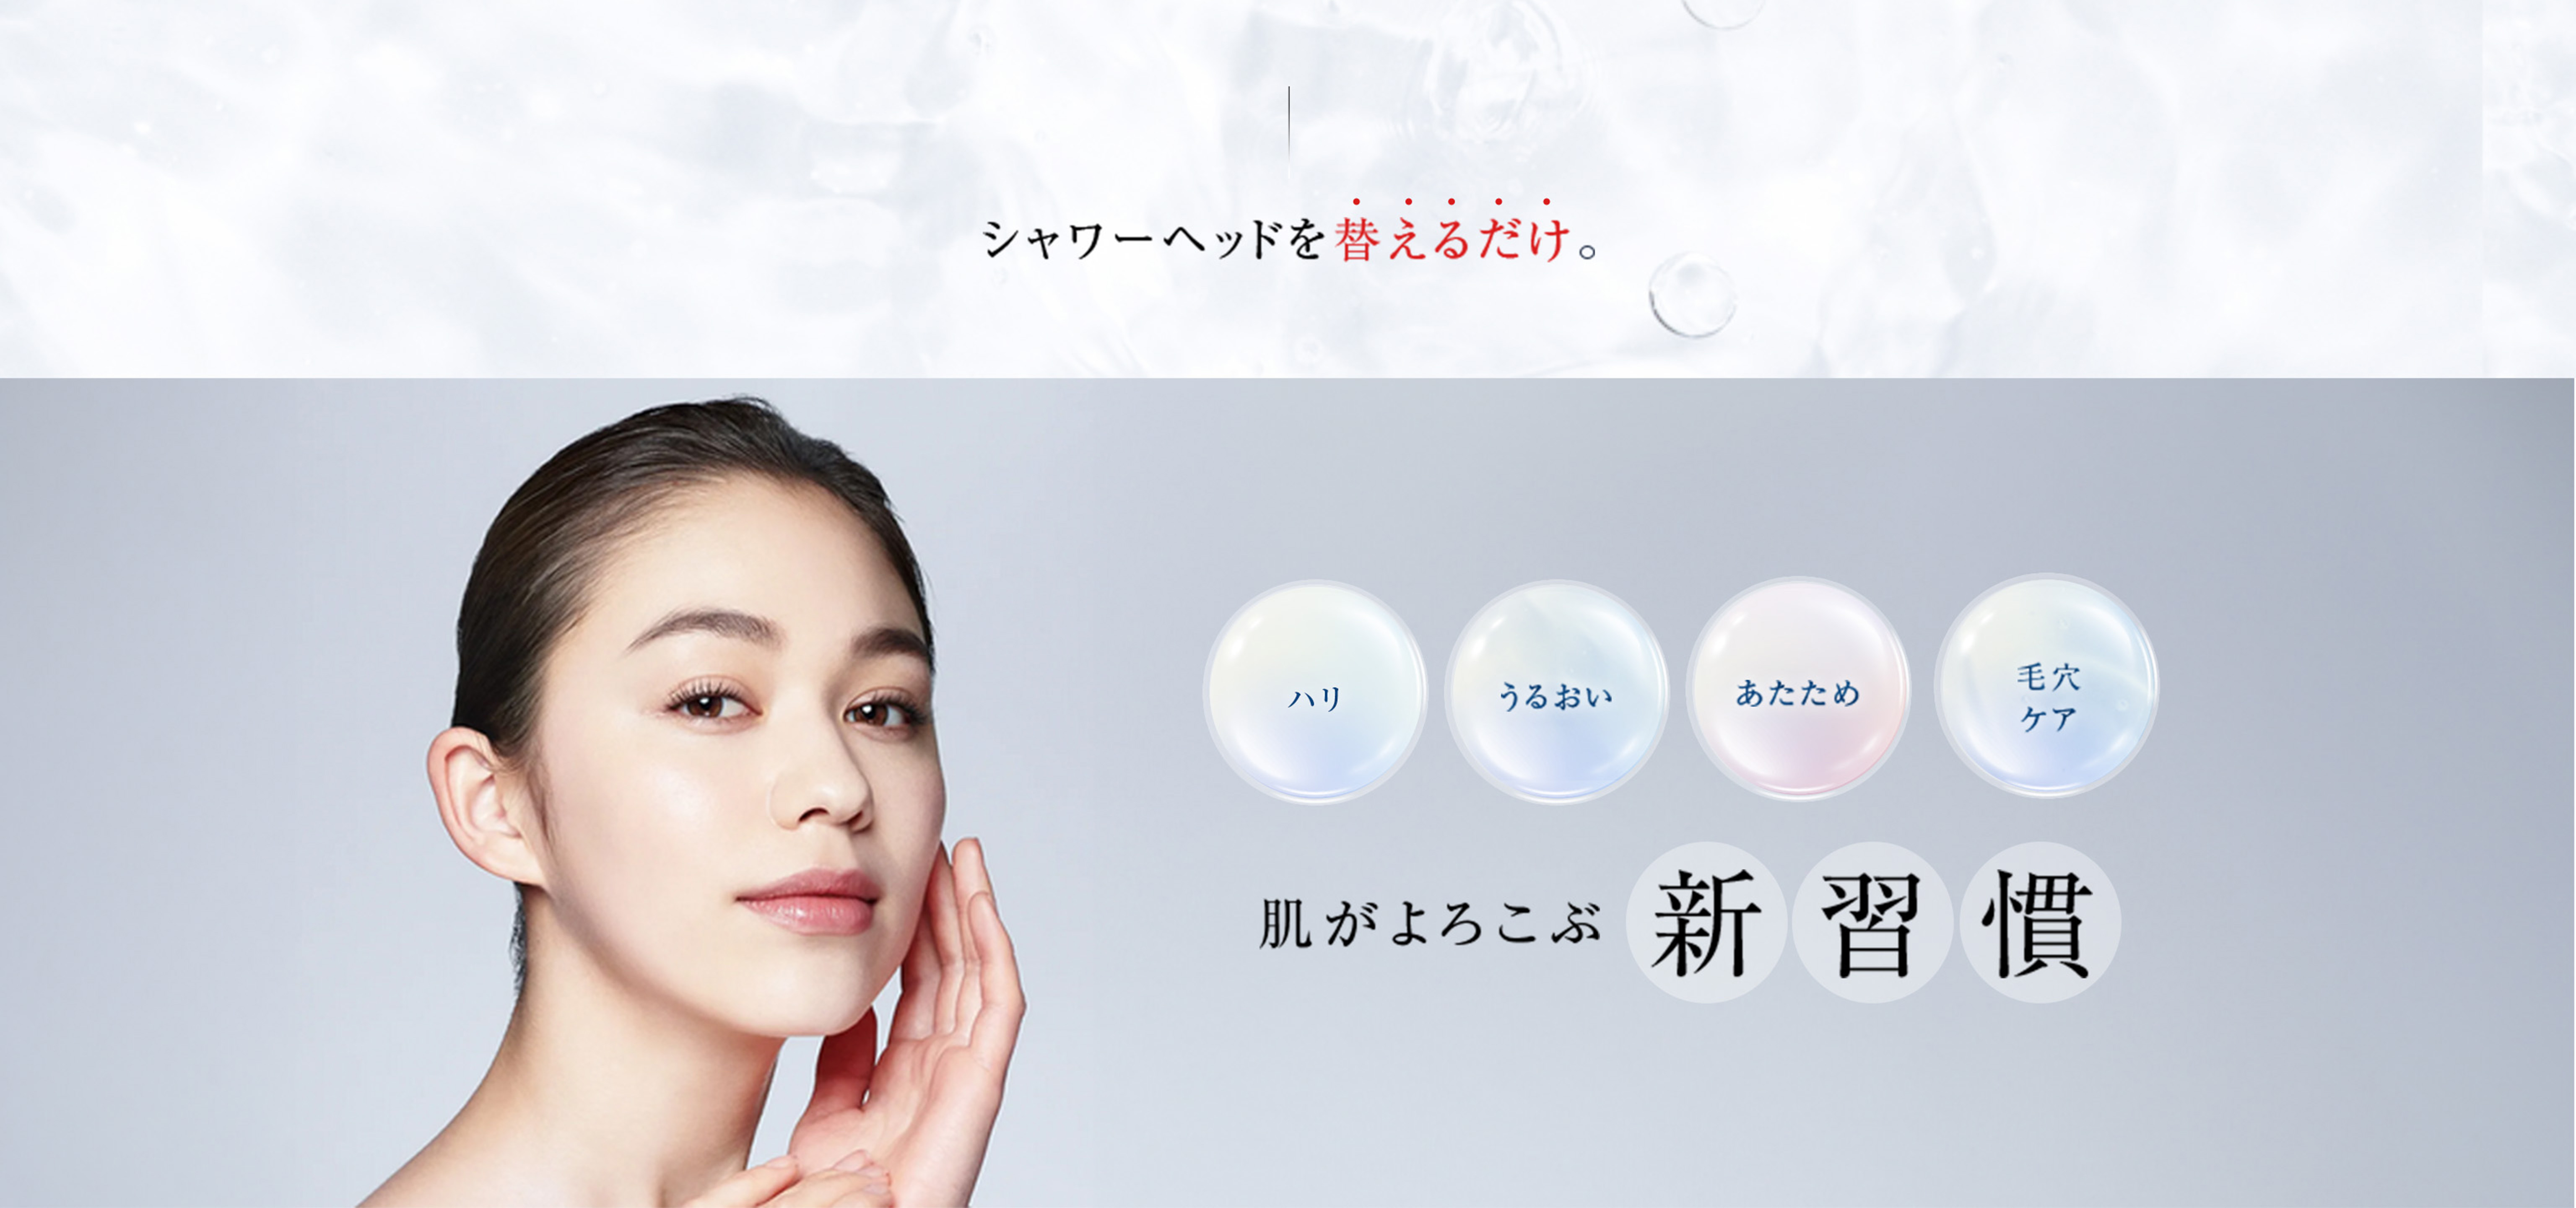 シャワーヘッドを替えるだけ。
ハリ
うるおい
あたため
毛穴
ケア
肌がよろこぶ新習慣